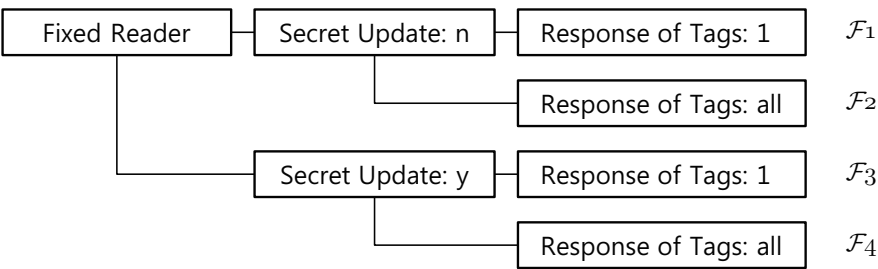 Fixed Reader Secret Update: n Response of Tags: 1 ℱ1
Response of Tags: all ℱ2
Secret Update: y Response of Tags: 1 ℱ3
Response of Tags: all ℱ4